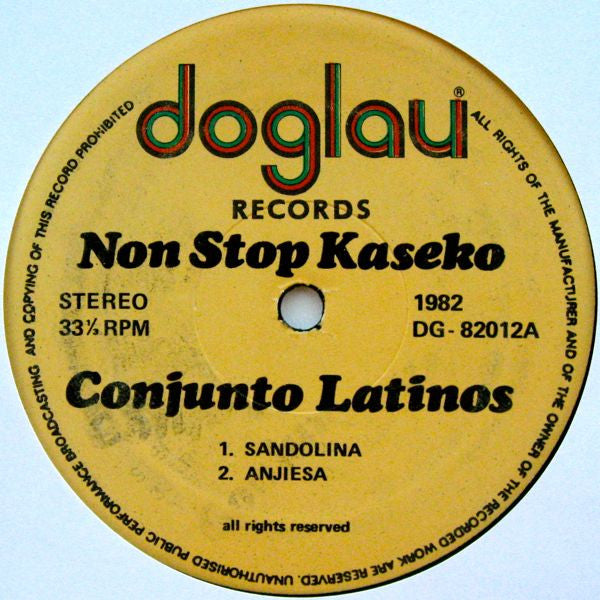 doglau®
RECORDS
Non Stop Kaseko
STEREO
33⅓ RPM
1982
DG-82012A
Conjunto Latinos
1. SANDOLINA
2. ANJIESA
all rights reserved
ALL RIGHTS OF THE MANUFACTURER AND OF THE OWNER OF THE RECORDED WORK ARE RESERVED. UNAUTHORISED PUBLIC PERFORMANCE BROADCASTING AND COPYING OF THIS RECORD PROHIBITED